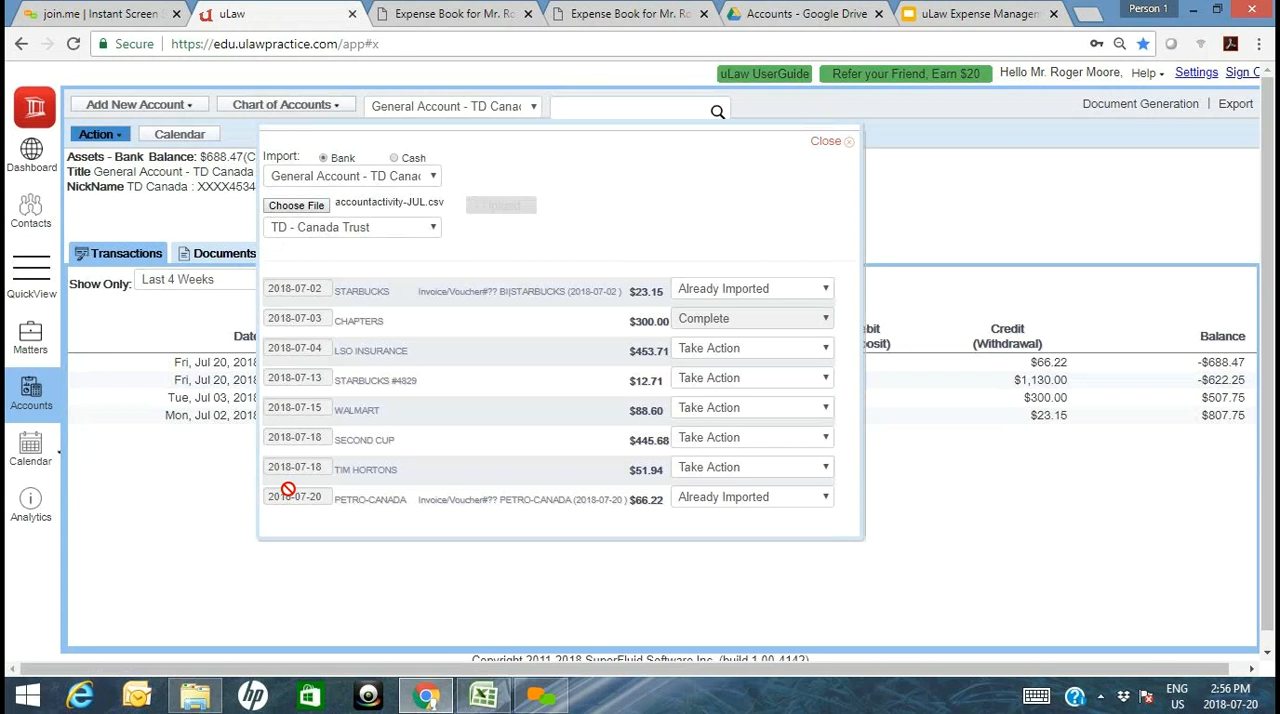 join.me | Instant Screen S
uLaw
Expense Book for Mr. Ro
Expense Book for Mr. Ro
Accounts - Google Drive
uLaw Expense Managem
Person 1
Secure
https://edu.ulawpractice.com/app#x
uLaw UserGuide
Refer your Friend, Earn $20
Hello Mr. Roger Moore,
Help
Settings
Sign O
Add New Account
Chart of Accounts
General Account - TD Canac
Document Generation
Export
Action
Calendar
Assets - Bank Balance: $688.47(C
Title General Account - TD Canada
NickName TD Canada : XXXX4534
Dashboard
Contacts
QuickView
Matters
Accounts
Calendar
Analytics
Transactions
Documents
Show Only:
Last 4 Weeks
Close
Import:
Bank
Cash
General Account - TD Canac
Choose File
accountactivity-JUL.csv
Upload
TD - Canada Trust
2018-07-02 STARBUCKS Invoice/Voucher#?? BI|STARBUCKS (2018-07-02 ) $23.15 Already Imported
2018-07-03 CHAPTERS $300.00 Complete
2018-07-04 LSO INSURANCE $453.71 Take Action
2018-07-13 STARBUCKS #4829 $12.71 Take Action
2018-07-15 WALMART $88.60 Take Action
2018-07-18 SECOND CUP $445.68 Take Action
2018-07-18 TIM HORTONS $51.94 Take Action
2018-07-20 PETRO-CANADA Invoice/Voucher#?? PETRO-CANADA (2018-07-20 ) $66.22 Already Imported
Dat
bit
osit)
Credit
(Withdrawal)
Balance
Fri, Jul 20, 2018 $66.22 -$688.47
Fri, Jul 20, 2018 $1,130.00 -$622.25
Tue, Jul 03, 2018 $300.00 $507.75
Mon, Jul 02, 2018 $23.15 $807.75
Copyright 2011-2018 SuperFluid Software Inc. (build 1.00.4142)
ENG
US
2:56 PM
2018-07-20